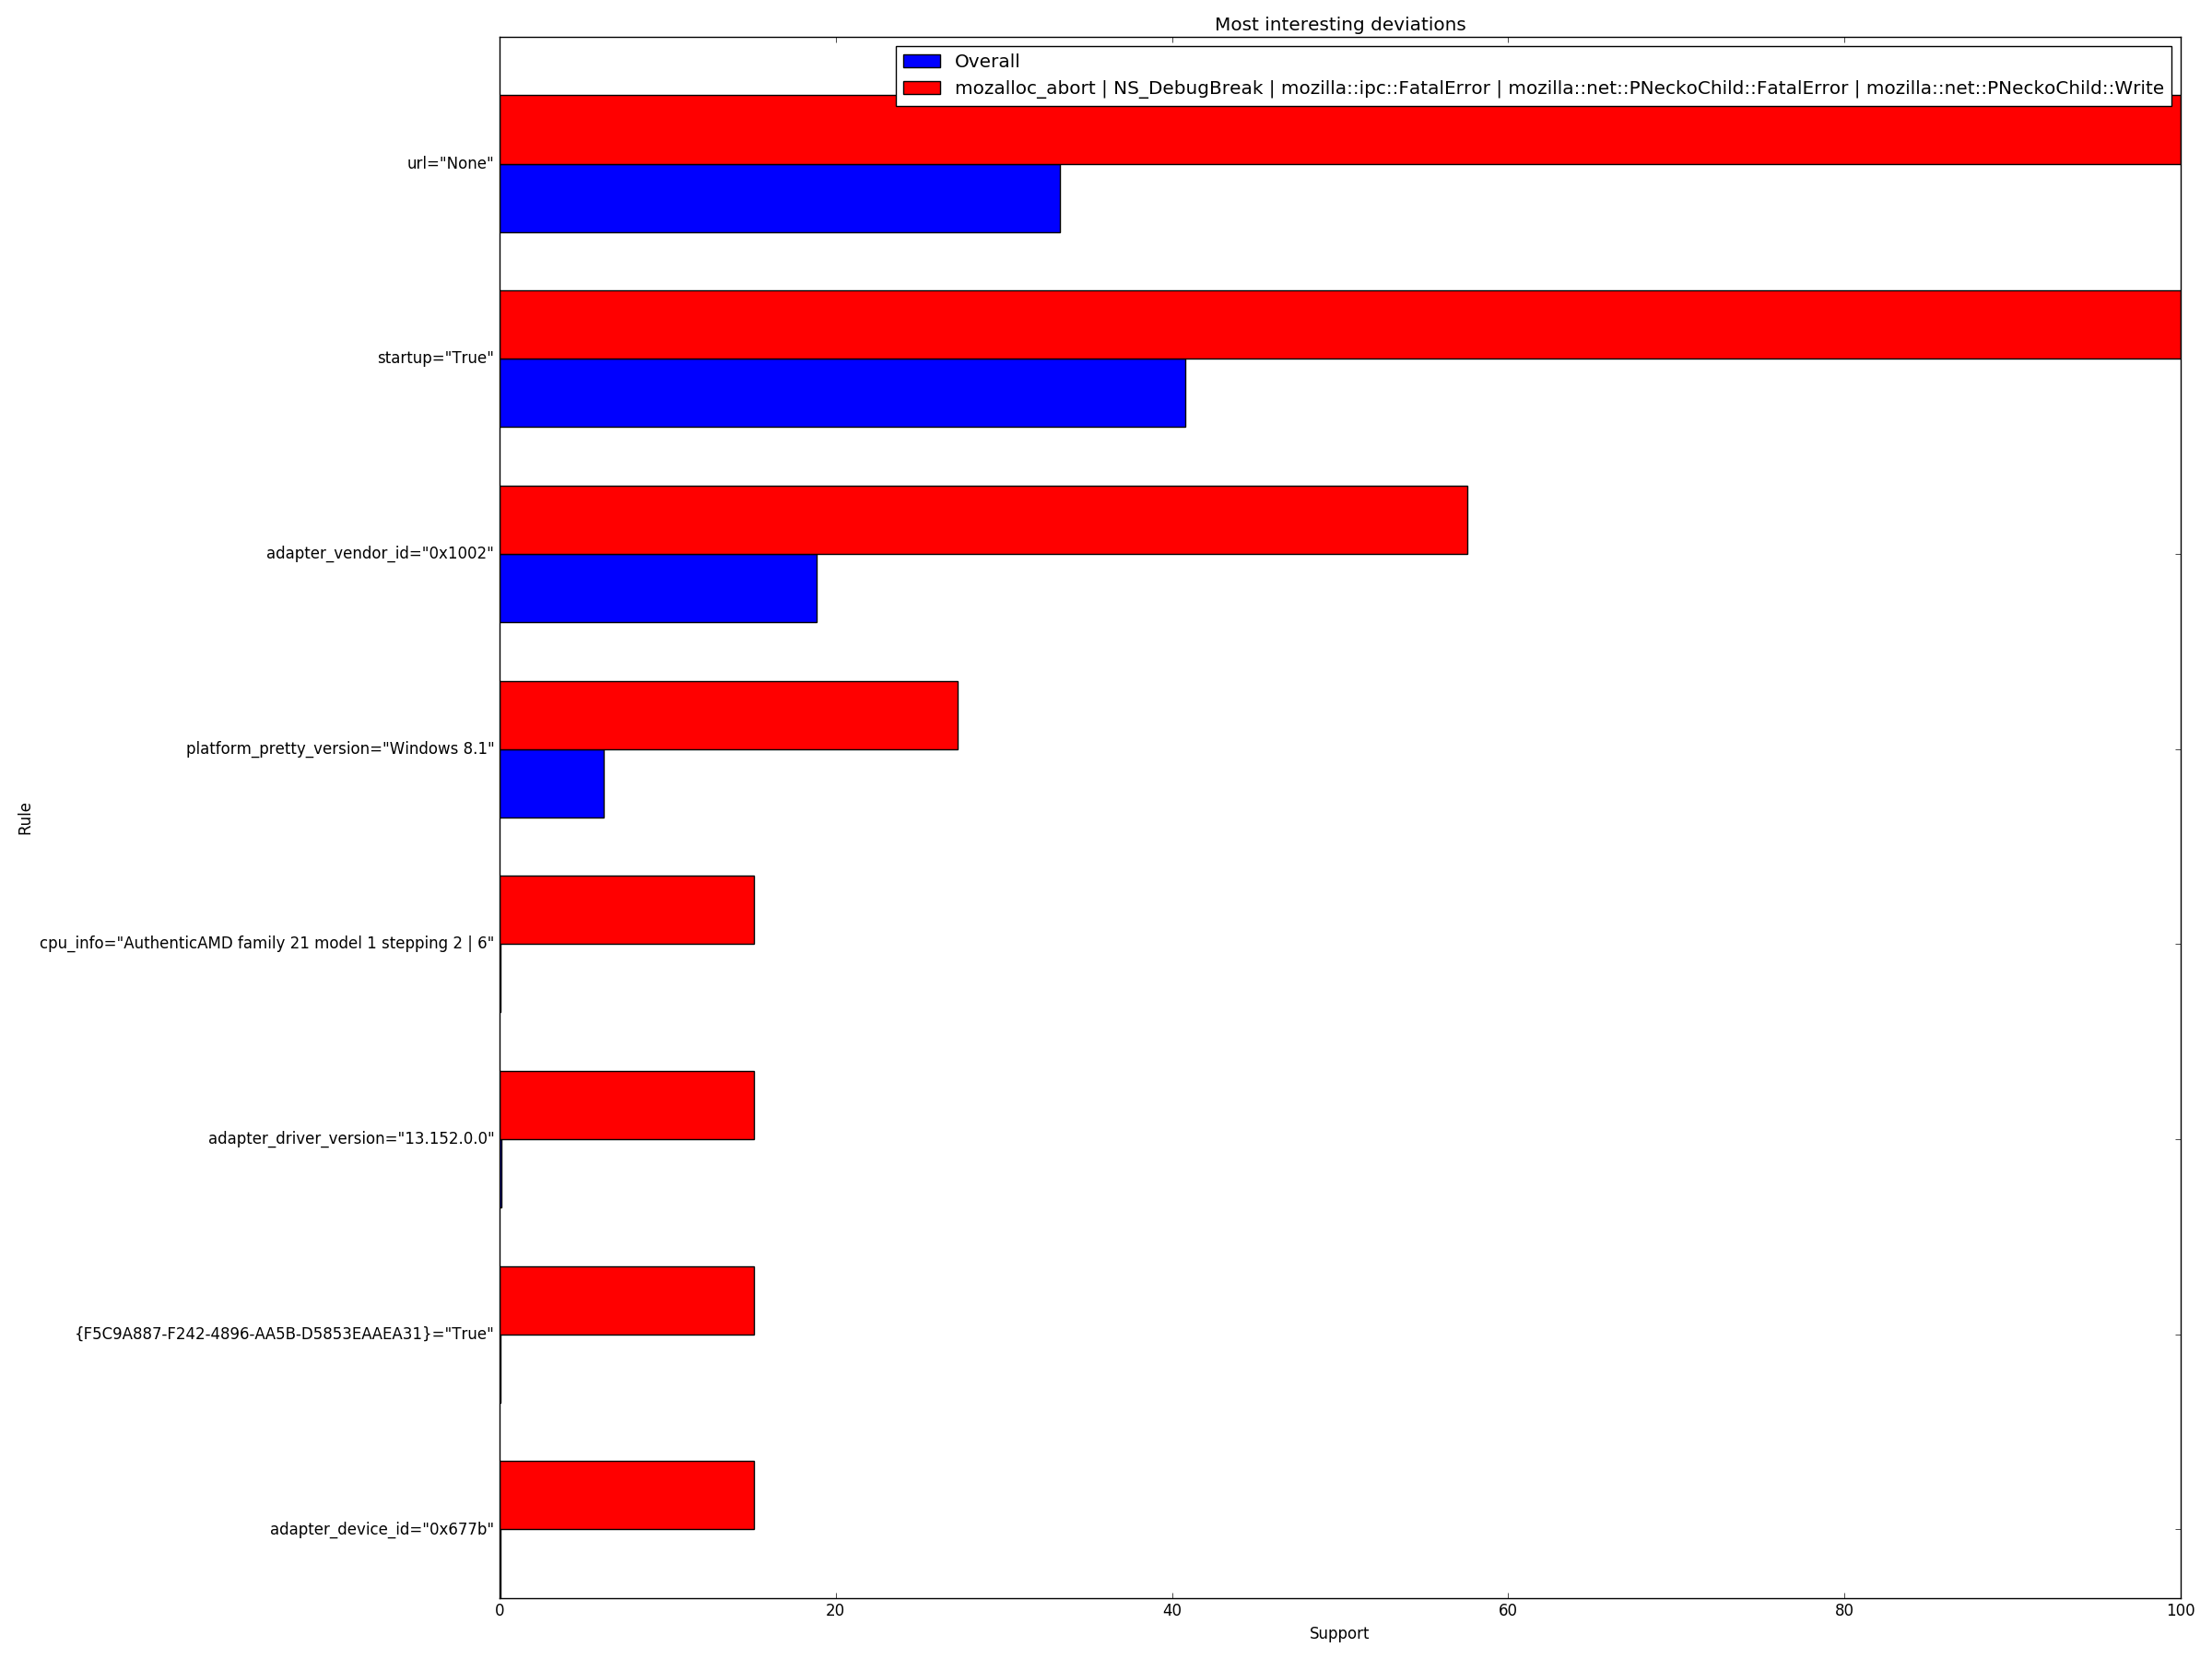 Most interesting deviations
Overall
mozalloc_abort | NS_DebugBreak | mozilla::ipc::FatalError | mozilla::net::PNeckoChild::FatalError | mozilla::net::PNeckoChild::Write
url="None"
startup="True"
adapter_vendor_id="0x1002"
platform_pretty_version="Windows 8.1"
Rule
cpu_info="AuthenticAMD family 21 model 1 stepping 2 | 6"
adapter_driver_version="13.152.0.0"
{F5C9A887-F242-4896-AA5B-D5853EAAEA31}="True"
adapter_device_id="0x677b"
0 20 40 60 80 100
Support